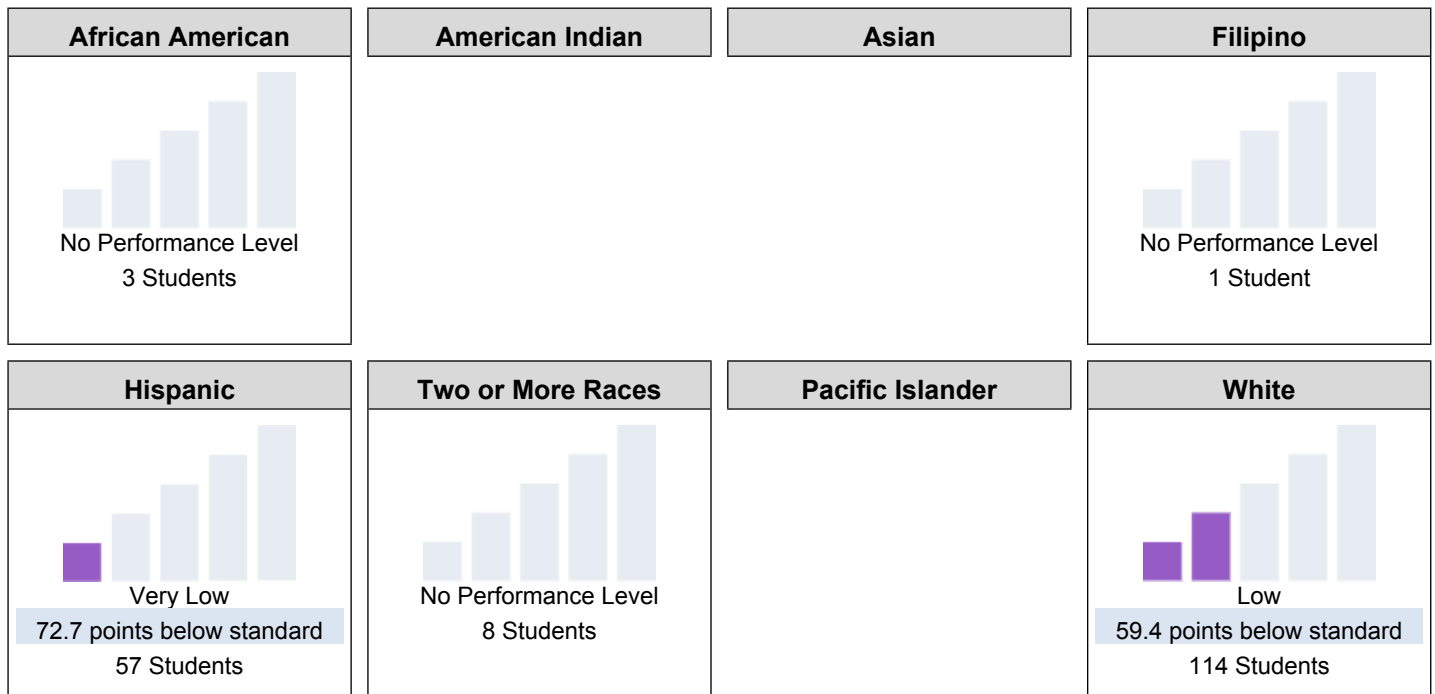 African American
No Performance Level
3 Students
American Indian
Asian
Filipino
No Performance Level
1 Student
Hispanic
Very Low
72.7 points below standard
57 Students
Two or More Races
No Performance Level
8 Students
Pacific Islander
White
Low
59.4 points below standard
114 Students